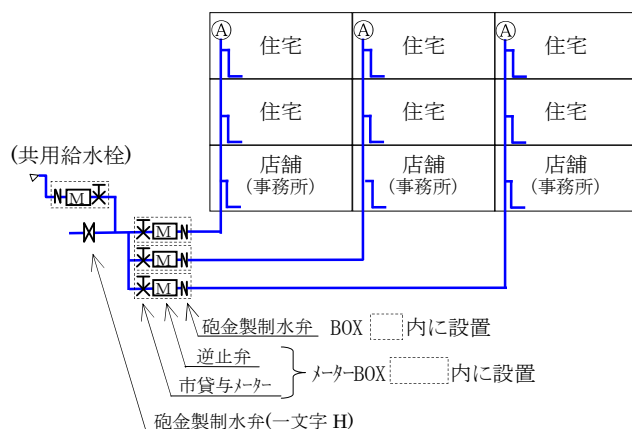 Ⓐ Ⓐ Ⓐ
住宅 住宅 住宅
住宅 住宅 住宅
(共用給水栓)
店舗 店舗 店舗
(事務所) (事務所) (事務所)
M
M
M
M
砲金製制水弁 BOX 内に設置
逆止弁
メーターBOX 内に設置
市貸与メーター
砲金製制水弁(一文字 H)